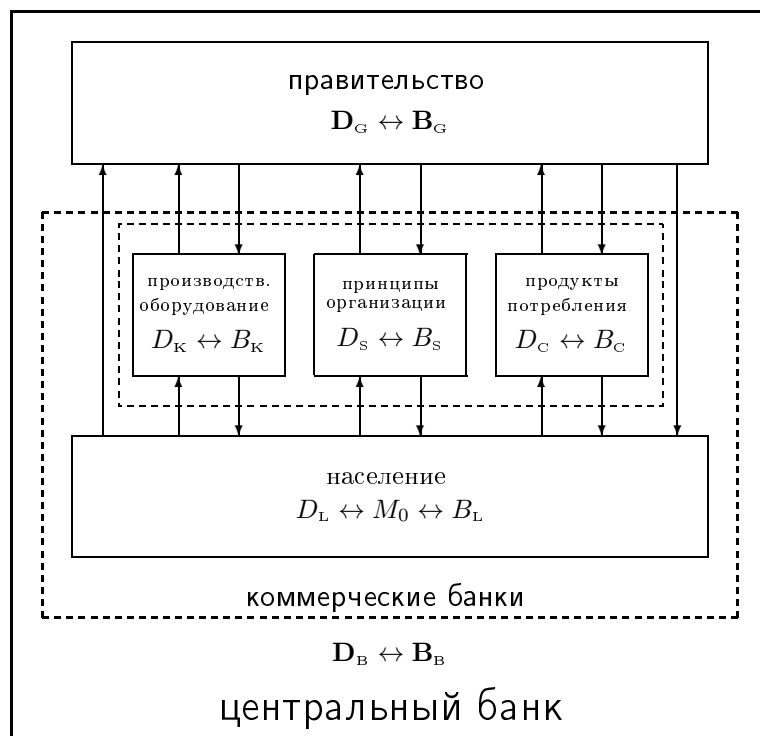 правительство
D_G ↔ B_G
производств.
оборудование
D_K ↔ B_K
принципы
организации
D_S ↔ B_S
продукты
потребления
D_C ↔ B_C
население
D_L ↔ M_0 ↔ B_L
коммерческие банки
D_B ↔ B_B
центральный банк